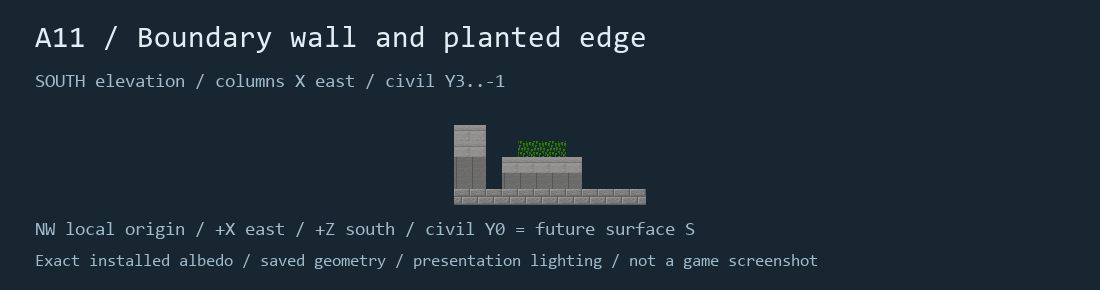 A11 / Boundary wall and planted edge
SOUTH elevation / columns X east / civil Y3..-1
NW local origin / +X east / +Z south / civil Y0 = future surface S
Exact installed albedo / saved geometry / presentation lighting / not a game screenshot